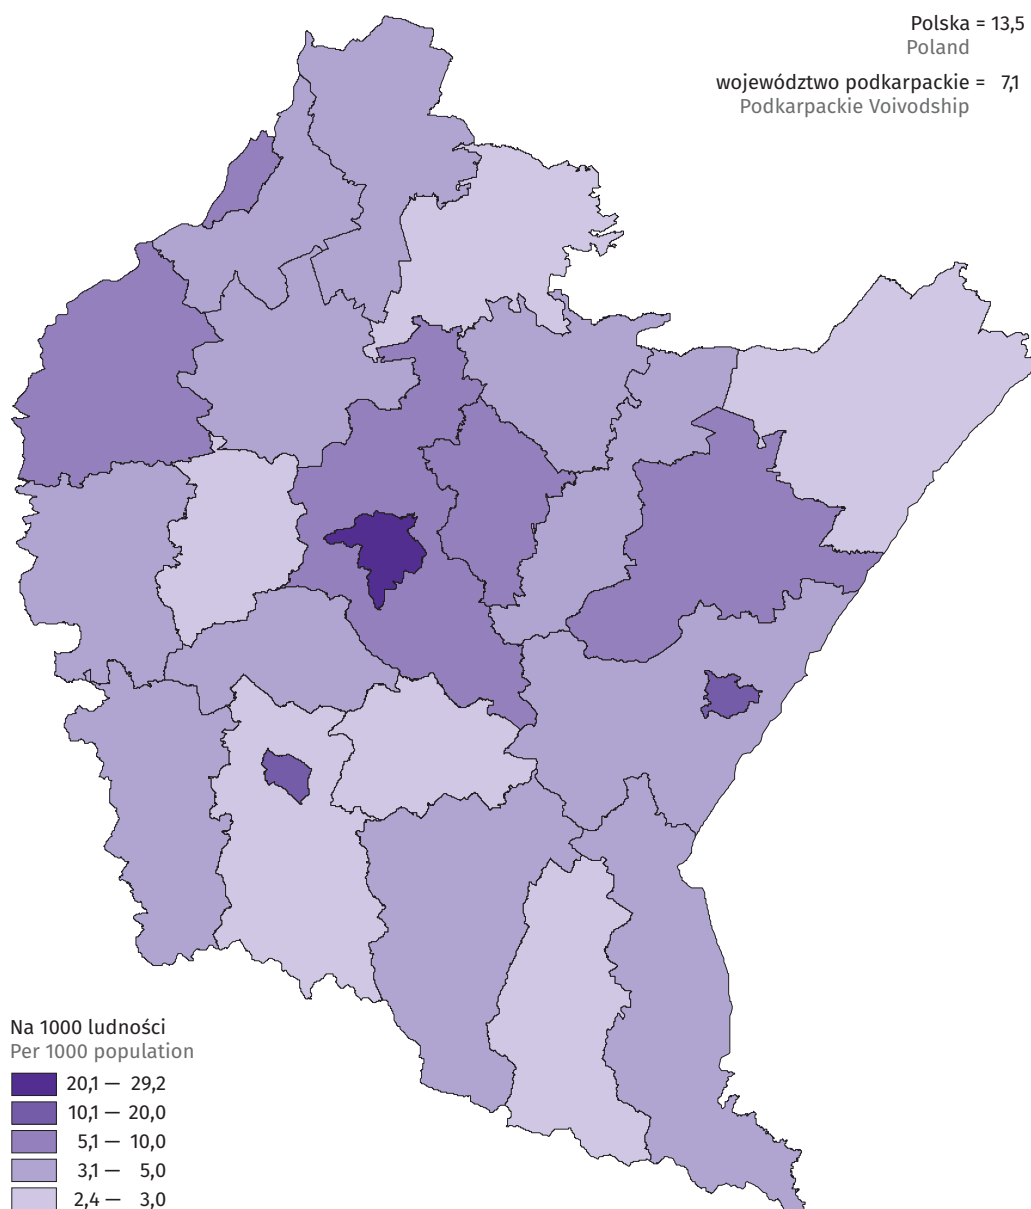 Polska = 13,5
Poland
województwo podkarpackie = 7,1
Podkarpackie Voivodship
Na 1000 ludności
Per 1000 population
20,1 — 29,2
10,1 — 20,0
5,1 — 10,0
3,1 — 5,0
2,4 — 3,0